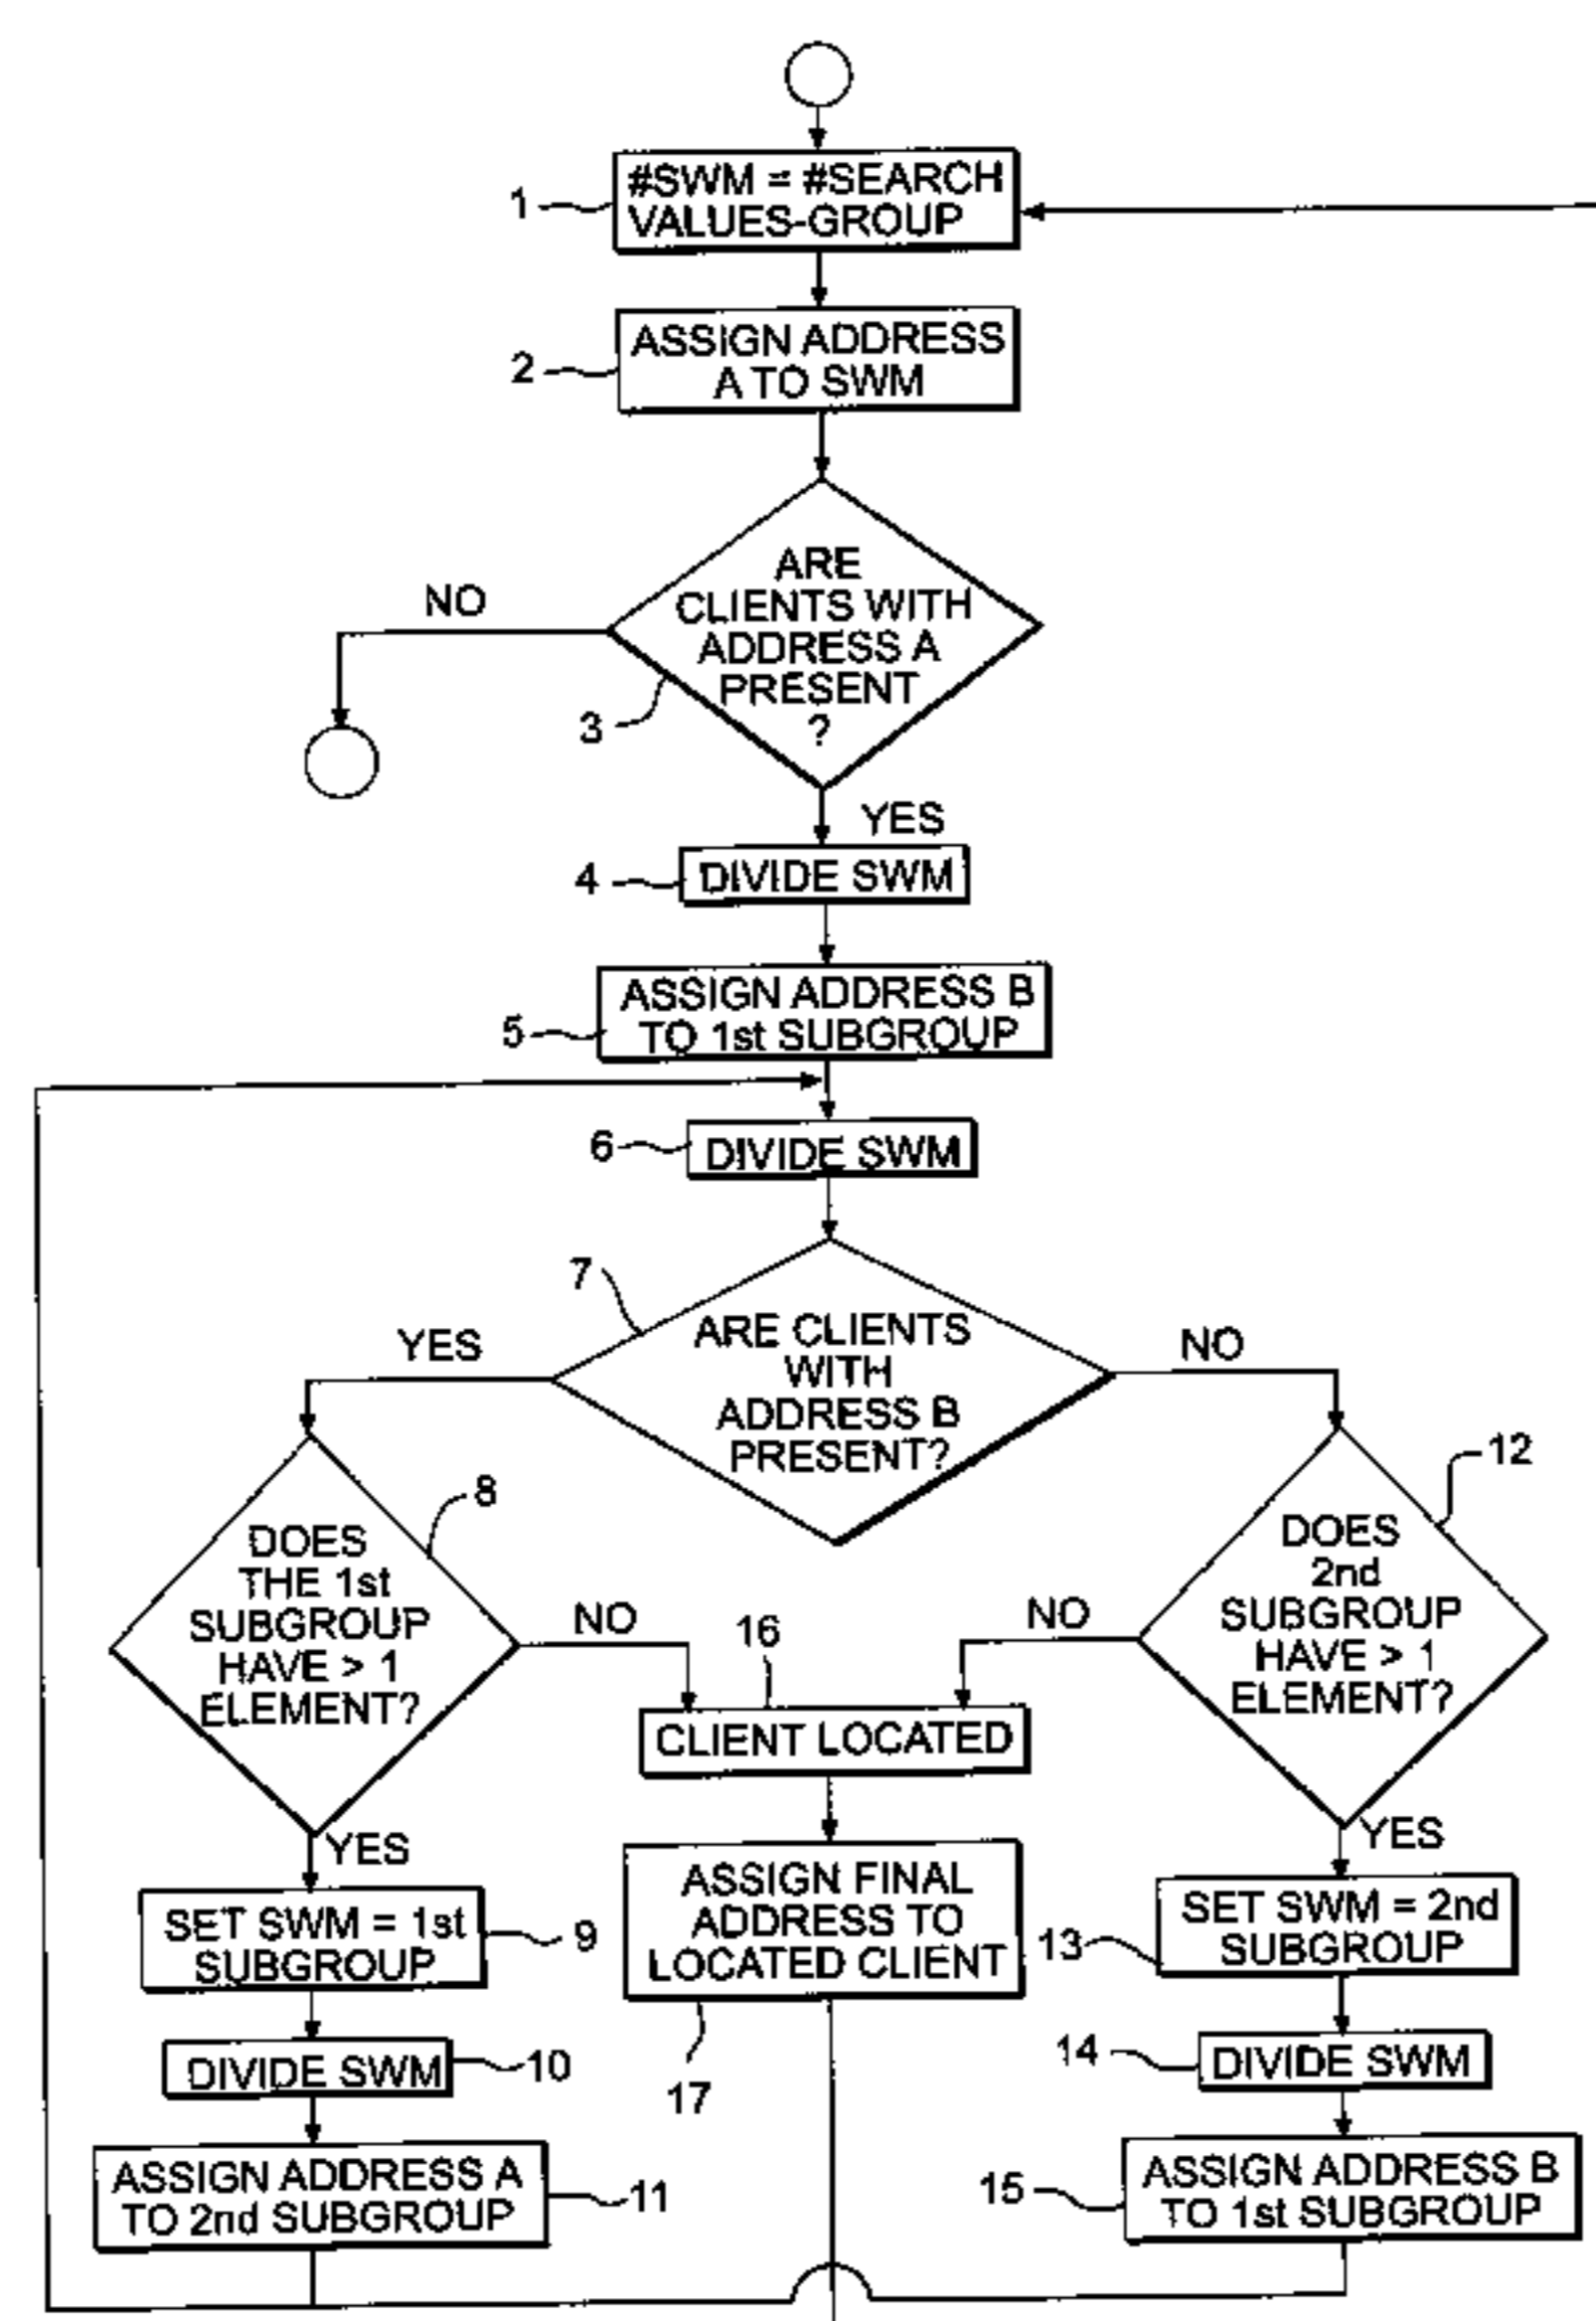 #SWM = #SEARCH
VALUES-GROUP
1
ASSIGN ADDRESS
A TO SWM
2
ARE
CLIENTS WITH
ADDRESS A
PRESENT
?
NO
3
YES
4
DIVIDE SWM
ASSIGN ADDRESS B
TO 1st SUBGROUP
5
6
DIVIDE SWM
7
ARE CLIENTS
WITH
ADDRESS B
PRESENT?
YES
NO
8
DOES
THE 1st
SUBGROUP
HAVE > 1
ELEMENT?
NO
16
NO
12
DOES
2nd
SUBGROUP
HAVE > 1
ELEMENT?
CLIENT LOCATED
YES
YES
SET SWM = 1st
SUBGROUP
9
ASSIGN FINAL
ADDRESS TO
LOCATED CLIENT
17
SET SWM = 2nd
SUBGROUP
13
DIVIDE SWM
10
14
DIVIDE SWM
ASSIGN ADDRESS A
TO 2nd SUBGROUP
11
15
ASSIGN ADDRESS B
TO 1st SUBGROUP